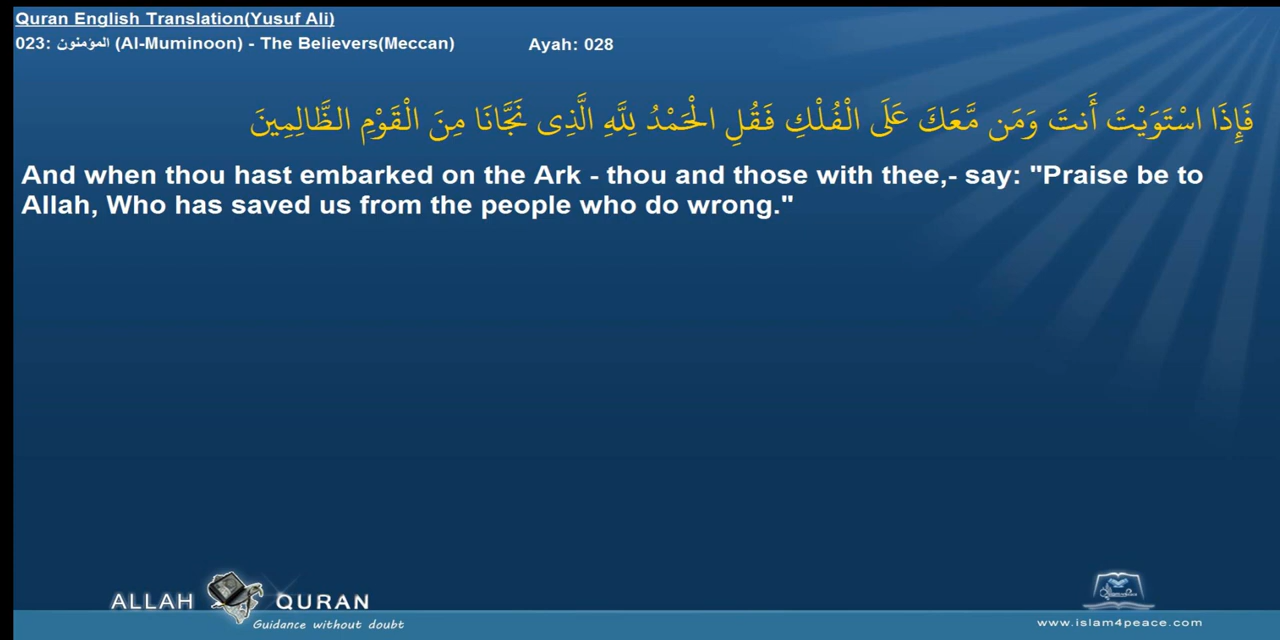 Quran English Translation(Yusuf Ali)
023: المؤمنون (Al-Muminoon) - The Believers(Meccan) Ayah: 028
فَإِذَا اسْتَوَيْتَ أَنتَ وَمَن مَّعَكَ عَلَى الْفُلْكِ فَقُلِ الْحَمْدُ لِلَّهِ الَّذِى نَجَّانَا مِنَ الْقَوْمِ الظَّالِمِينَ
And when thou hast embarked on the Ark - thou and those with thee,- say: "Praise be to
Allah, Who has saved us from the people who do wrong."
ALLAH QURAN
Guidance without doubt
www.islam4peace.com